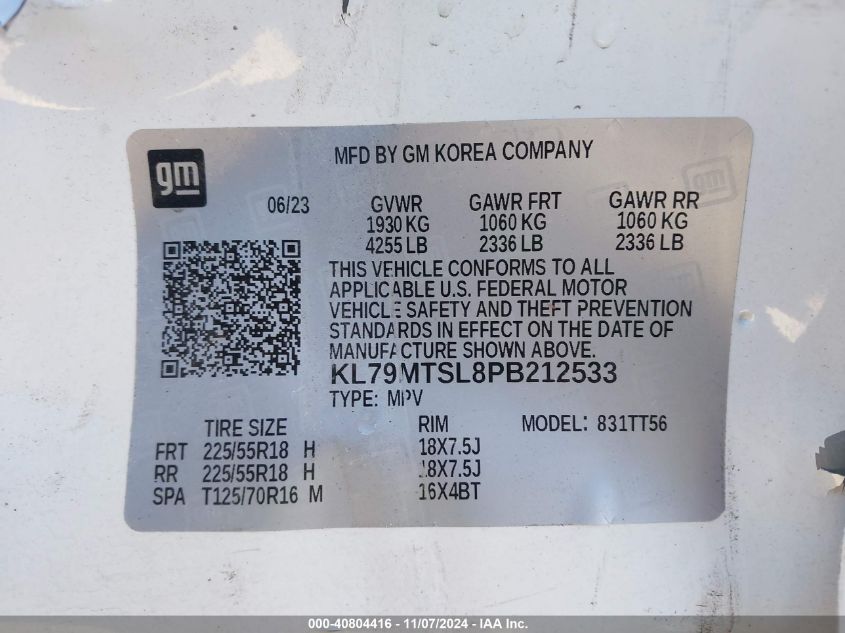 gm
MFD BY GM KOREA COMPANY
06/23
GVWR GAWR FRT GAWR RR
1930 KG 1060 KG 1060 KG
4255 LB 2336 LB 2336 LB
THIS VEHICLE CONFORMS TO ALL
APPLICABLE U.S. FEDERAL MOTOR
VEHICLE SAFETY AND THEFT PREVENTION
STANDARDS IN EFFECT ON THE DATE OF
MANUFACTURE SHOWN ABOVE.
KL79MTSL8PB212533
TYPE: MPV
TIRE SIZE RIM MODEL: 831TT56
FRT 225/55R18 H 18X7.5J
RR 225/55R18 H 18X7.5J
SPA T125/70R16 M 16X4BT
000-40804416 - 11/07/2024 - IAA Inc.